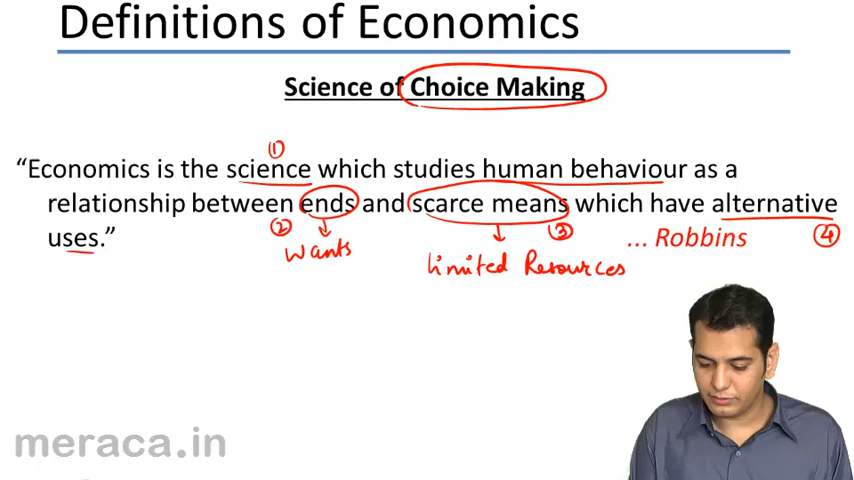 Definitions of Economics
Science of Choice Making
①
“Economics is the science which studies human behaviour as a
relationship between ends and scarce means which have alternative
uses.”
② ③ ... Robbins ④
Wants
Limited Resources
meraca.in